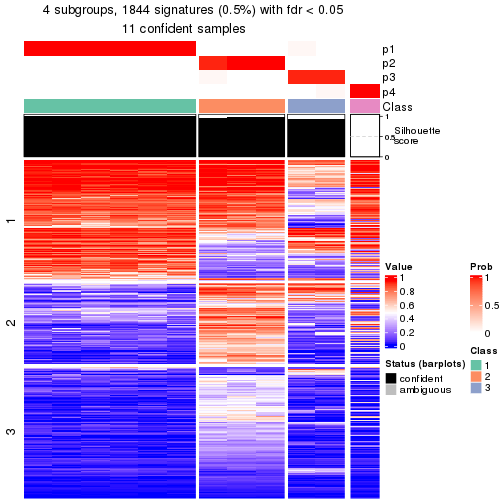 4 subgroups, 1844 signatures (0.5%) with fdr < 0.05
11 confident samples
p1
p2
p3
p4
Class
1
0.5
0
Silhouette
score
1
2
3
Value
1
0.8
0.6
0.4
0.2
0
Prob
1
0.5
0
Status (barplots)
confident
ambiguous
Class
1
2
3